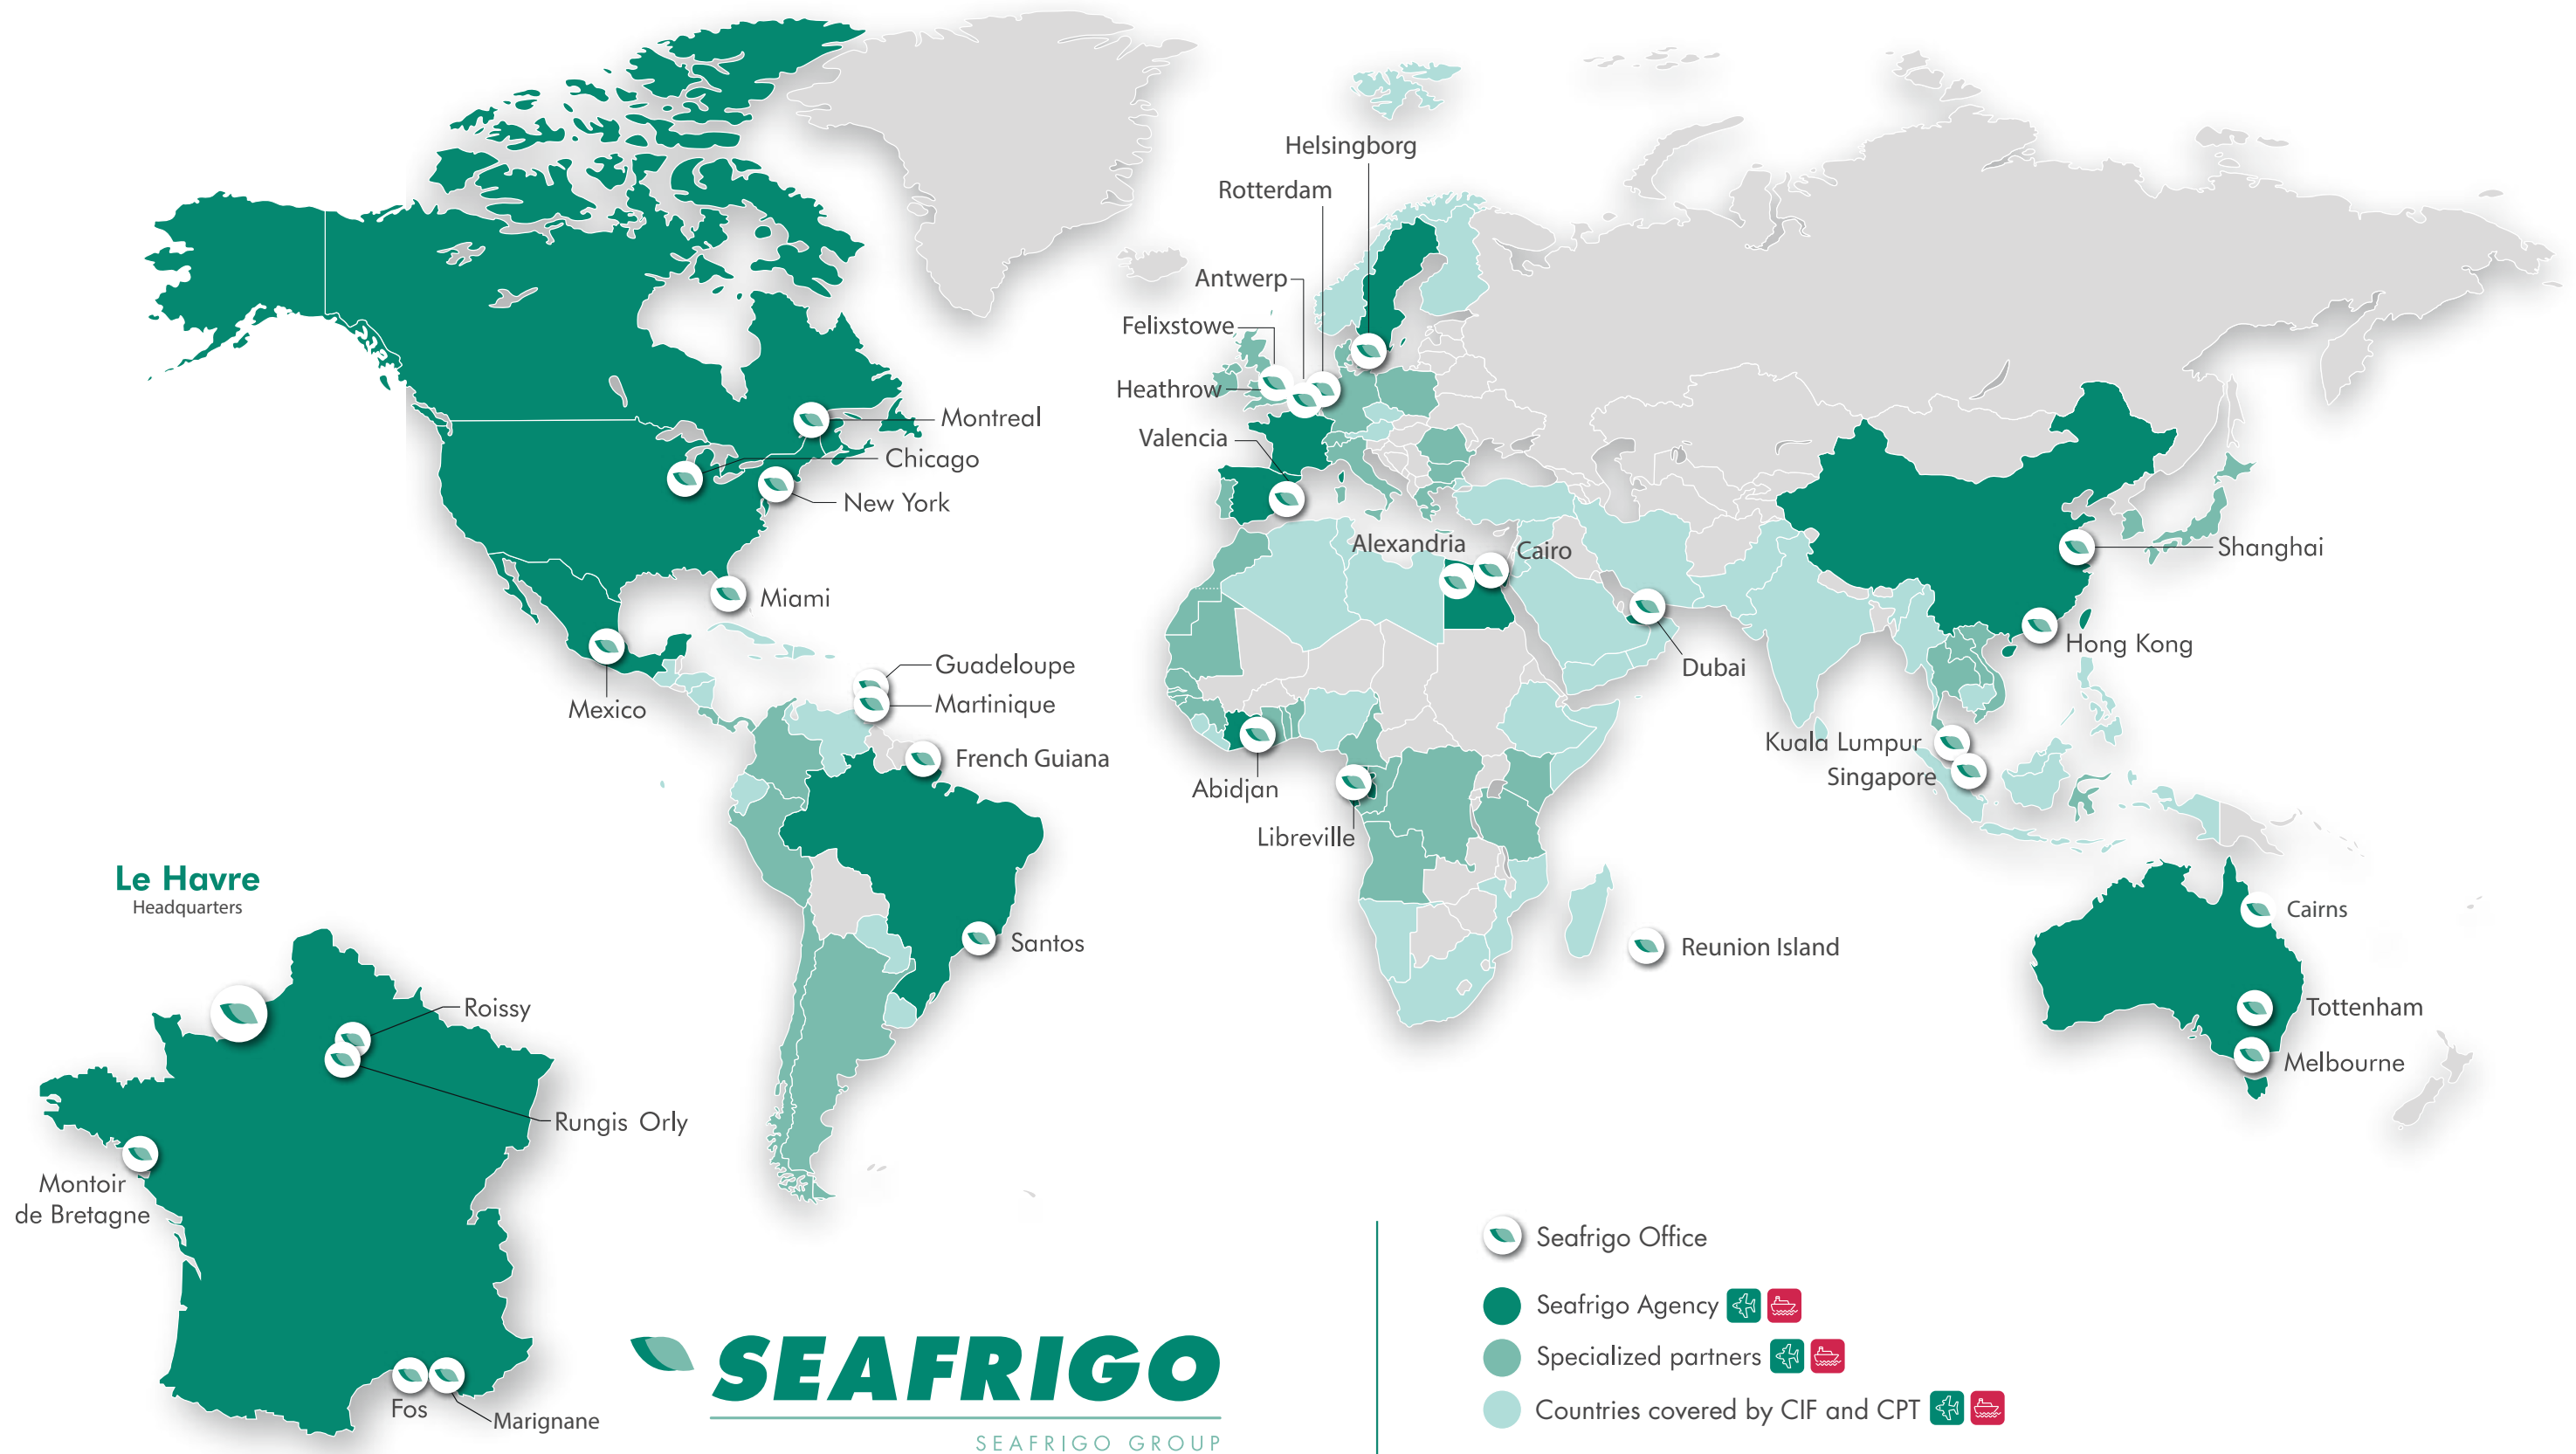 Helsingborg
Rotterdam
Antwerp
Felixstowe
Heathrow
Valencia
Montreal
Chicago
New York
Miami
Mexico
Guadeloupe
Martinique
French Guiana
Santos
Alexandria
Cairo
Dubai
Abidjan
Libreville
Reunion Island
Shanghai
Hong Kong
Kuala Lumpur
Singapore
Cairns
Tottenham
Melbourne
Le Havre
Headquarters
Roissy
Rungis Orly
Montoir
de Bretagne
Fos
Marignane
SEAFRIGO
SEAFRIGO GROUP
Seafrigo Office
Seafrigo Agency
Specialized partners
Countries covered by CIF and CPT